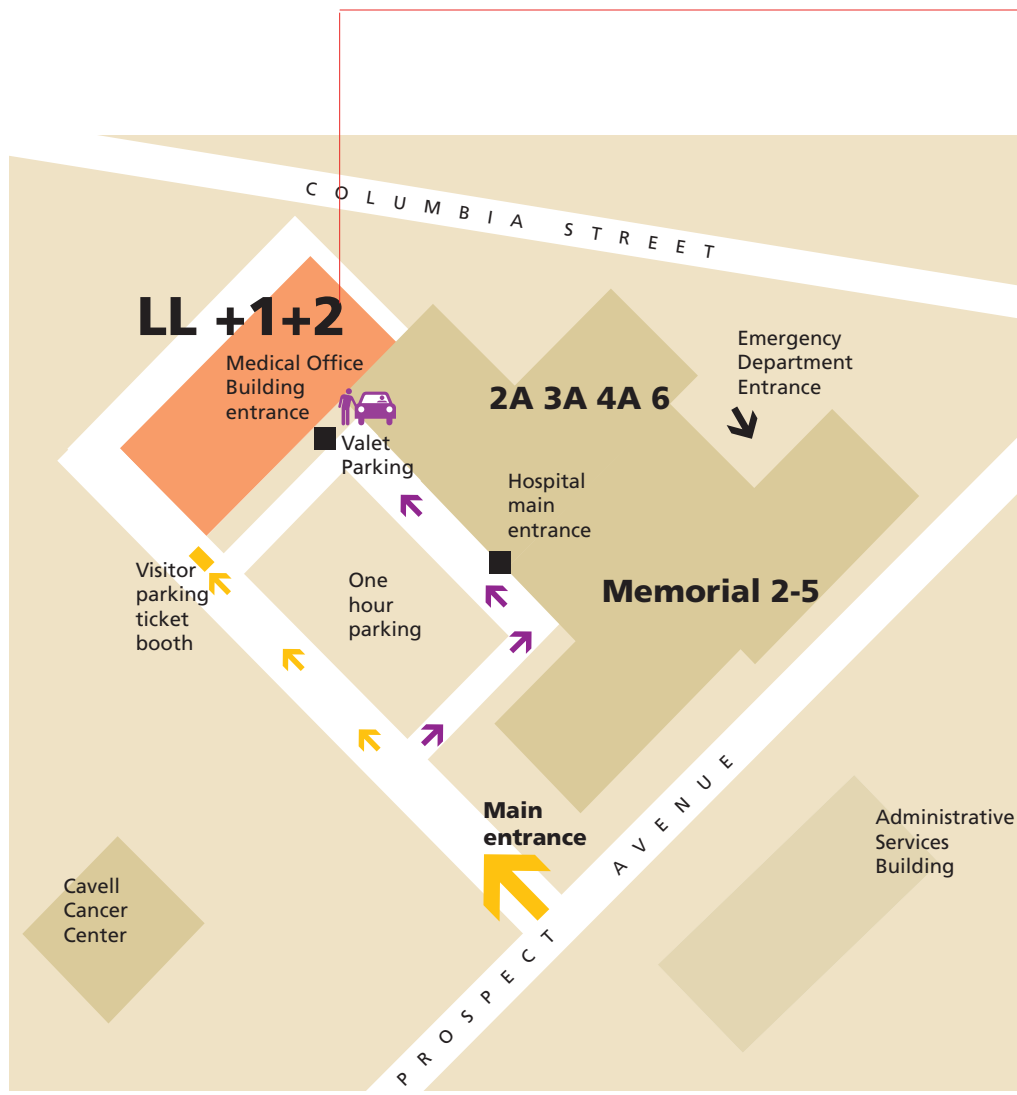 COLUMBIA STREET
LL +1+2
Medical Office
Building
entrance
Emergency
Department
Entrance
2A 3A 4A 6
Valet
Parking
Hospital
main
entrance
Visitor
parking
ticket
booth
One
hour
parking
Memorial 2-5
Main
entrance
PROSPECT AVENUE
Administrative
Services
Building
Cavell
Cancer
Center